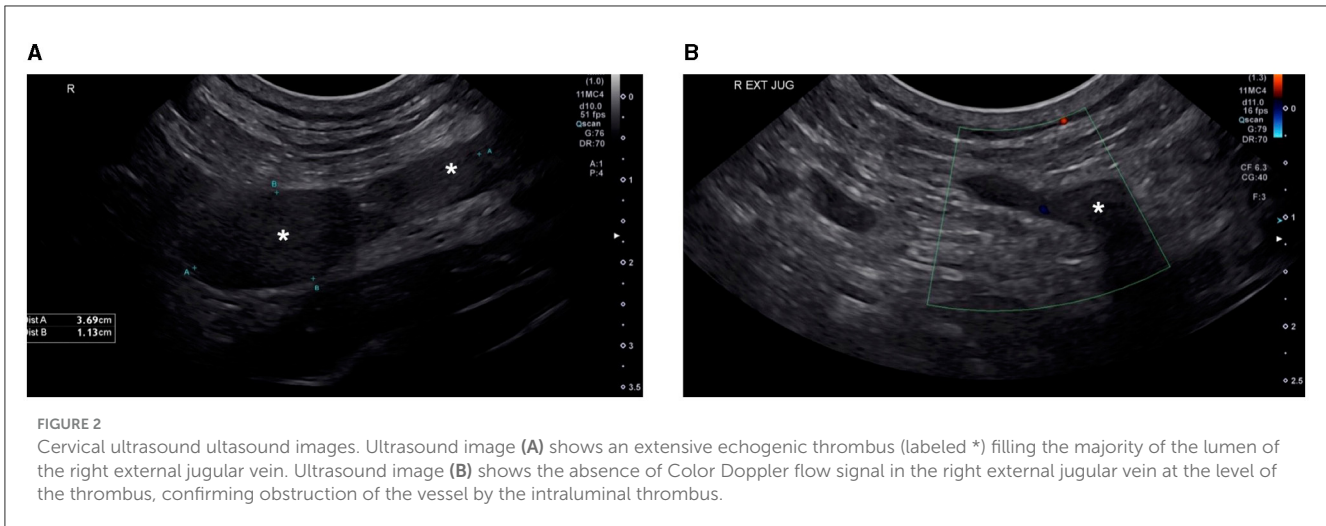 A
B
R
(1.0)
11MC4
d10.0
51 fps
Qscan
G:76
DR:70
A:1
P:4
0
1
2
3
3.5
A
B
A
B
ist A 3.69cm
ist B 1.13cm
R EXT JUG
(1.3)
11MC4
d11.0
16 fps
Qscan
G:79
DR:70
CF 6.3
CG:40
F:3
0
1
2
2.5
*
*
*
FIGURE 2
Cervical ultrasound ultasound images. Ultrasound image (A) shows an extensive echogenic thrombus (labeled *) filling the majority of the lumen of
the right external jugular vein. Ultrasound image (B) shows the absence of Color Doppler flow signal in the right external jugular vein at the level of
the thrombus, confirming obstruction of the vessel by the intraluminal thrombus.